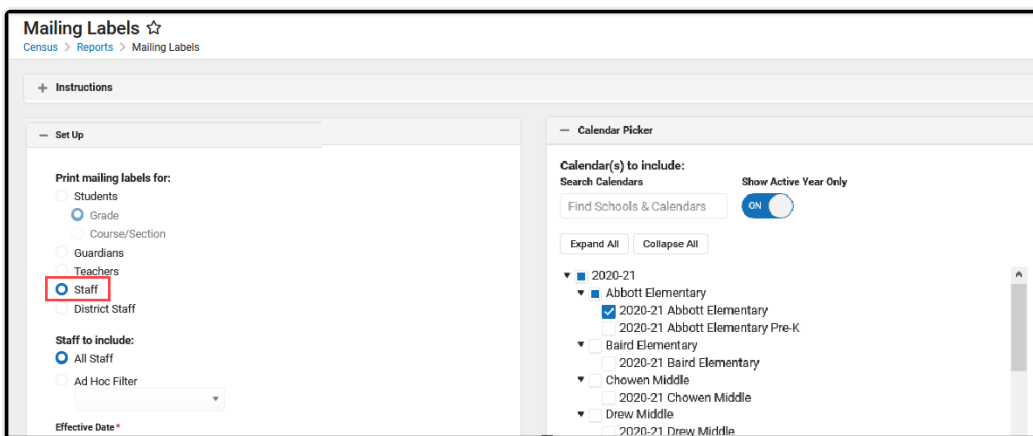 Mailing Labels
Census > Reports > Mailing Labels
Instructions
Set Up
Print mailing labels for:
Students
Grade
Course/Section
Guardians
Teachers
Staff
District Staff
Staff to include:
All Staff
Ad Hoc Filter
Effective Date *
Calendar Picker
Calendar(s) to include:
Search Calendars
Show Active Year Only
Find Schools & Calendars
ON
Expand All
Collapse All
2020-21
Abbott Elementary
2020-21 Abbott Elementary
2020-21 Abbott Elementary Pre-K
Baird Elementary
2020-21 Baird Elementary
Chowen Middle
2020-21 Chowen Middle
Drew Middle
2020-21 Drew Middle